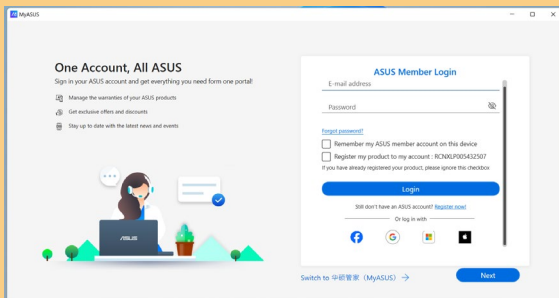 MyASUS
One Account, All ASUS
Sign in your ASUS account and get everything you need form one portal!
Manage the warranties of your ASUS products
Get exclusive offers and discounts
Stay up to date with the latest news and events
ASUS
ASUS Member Login
E-mail address
Password
Forgot password?
Remember my ASUS member account on this device
Register my product to my account : RCNXLP005432507
If you have already registered your product, please ignore this checkbox
Login
Still don't have an ASUS account? Register now!
Or log in with
Switch to 华硕管家 (MyASUS) →
Next